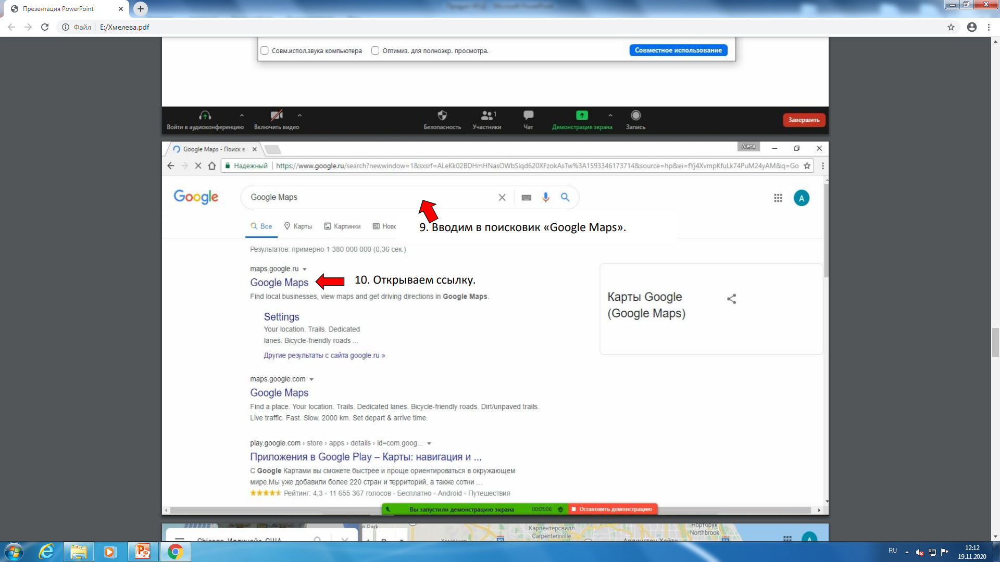 Презентация PowerPoint
Файл | E:/Хмелева.pdf
Совм.испол.звука компьютера Оптимиз. для полноэкр. просмотра. Совместное использование
Войти в аудиоконференцию Включить видео Безопасность Участники 1 Чат Демонстрация экрана Запись Завершить
Google Maps - Поиск в Alena
Надежный | https://www.google.ru/search?newwindow=1&sxsrf=ALeKk02BDHmHNasOWbSIqd620XFzokAsTw%3A1593346173714&source=hp&ei=fYj4XvmpKfuLk74PuM24yAM&q=Go
Google Google Maps A
Все Карты Картинки Новс
9. Вводим в поисковик «Google Maps».
Результатов: примерно 1 380 000 000 (0,36 сек.)
maps.google.ru
Google Maps
10. Открываем ссылку.
Find local businesses, view maps and get driving directions in Google Maps.
Settings
Your location. Trails. Dedicated
lanes. Bicycle-friendly roads ...
Другие результаты с сайта google.ru »
Карты Google
(Google Maps)
maps.google.com
Google Maps
Find a place. Your location. Trails. Dedicated lanes. Bicycle-friendly roads. Dirt/unpaved trails.
Live traffic. Fast. Slow. 2000 km. Set depart & arrive time.
play.google.com › store › apps › details › id=com.goog...
Приложения в Google Play – Карты: навигация и ...
С Google Картами вы сможете быстрее и проще ориентироваться в окружающем
мире.Мы уже добавили более 220 стран и территорий, а также сотни ...
Рейтинг: 4,3 - 11 655 367 голосов - Бесплатно - Android - Путешествия
Вы запустили демонстрацию экрана 00:05:06 Остановить демонстрацию
n Park
Карпентерсвилл
Carpentersville
Норторук
Northbrook
RU
12:12
19.11.2020